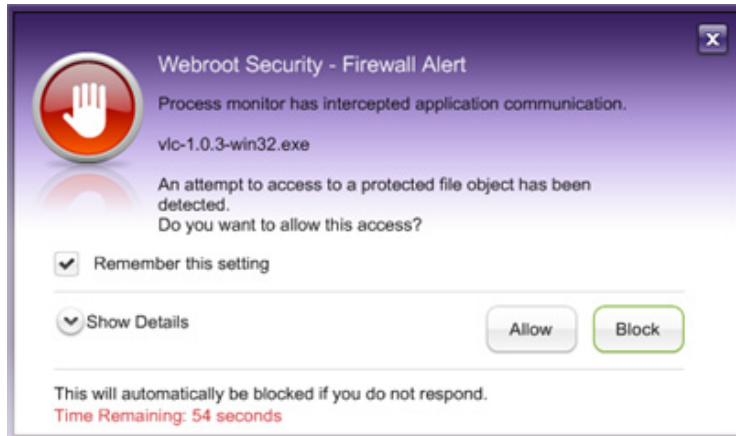 Webroot Security - Firewall Alert
Process monitor has intercepted application communication.
vlc-1.0.3-win32.exe
An attempt to access to a protected file object has been
detected.
Do you want to allow this access?
Remember this setting
Show Details
Allow
Block
This will automatically be blocked if you do not respond.
Time Remaining: 54 seconds